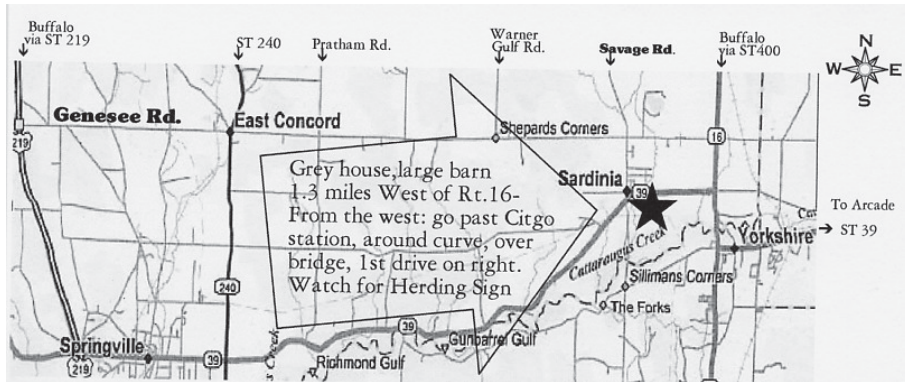 Buffalo
via ST 219
ST 240
Pratham Rd.
Warner
Gulf Rd.
Savage Rd.
Buffalo
via ST400
N
W E
S
Genesee Rd.
East Concord
219
Shepards Corners
16
Grey house,large barn
1.3 miles West of Rt.16-
From the west: go past Citgo
station, around curve, over
bridge, 1st drive on right.
Watch for Herding Sign
Sardinia
39
To Arcade
ST 39
Yorkshire
Cattaraugus Creek
Sillimans Corners
The Forks
240
39
Gunbarrel Gulf
Springville
219
39
Richmond Gulf